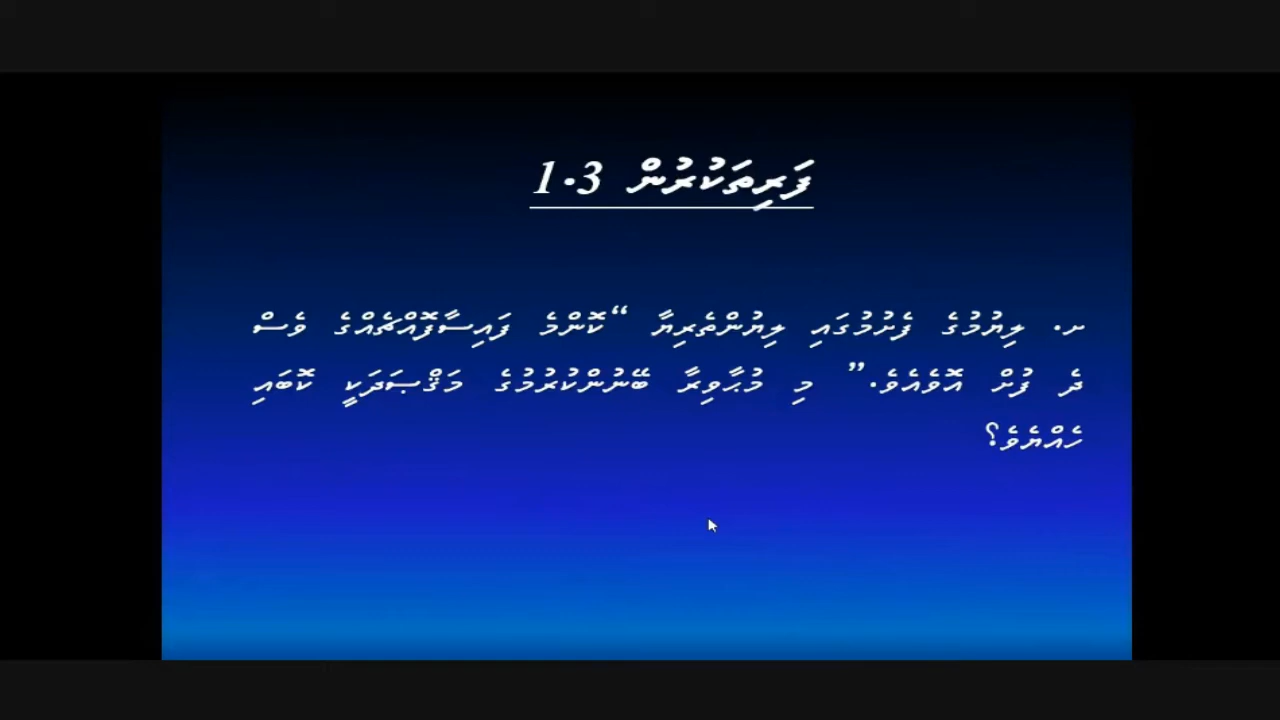 ފަރިތަކުރުން 1.3
ށ. ލިޔުމުގެ ފެށުމުގައި ލިޔުންތެރިޔާ “ކޮންމެ ފައިސާފޮއްޗެއްގެ ވެސް
ދެ ފުށް އޮވެއެވެ.” މި މުޙާވިރާ ބޭނުންކުރުމުގެ މަޤްޞަދަކީ ކޮބައި
ހެއްޔެވެ؟